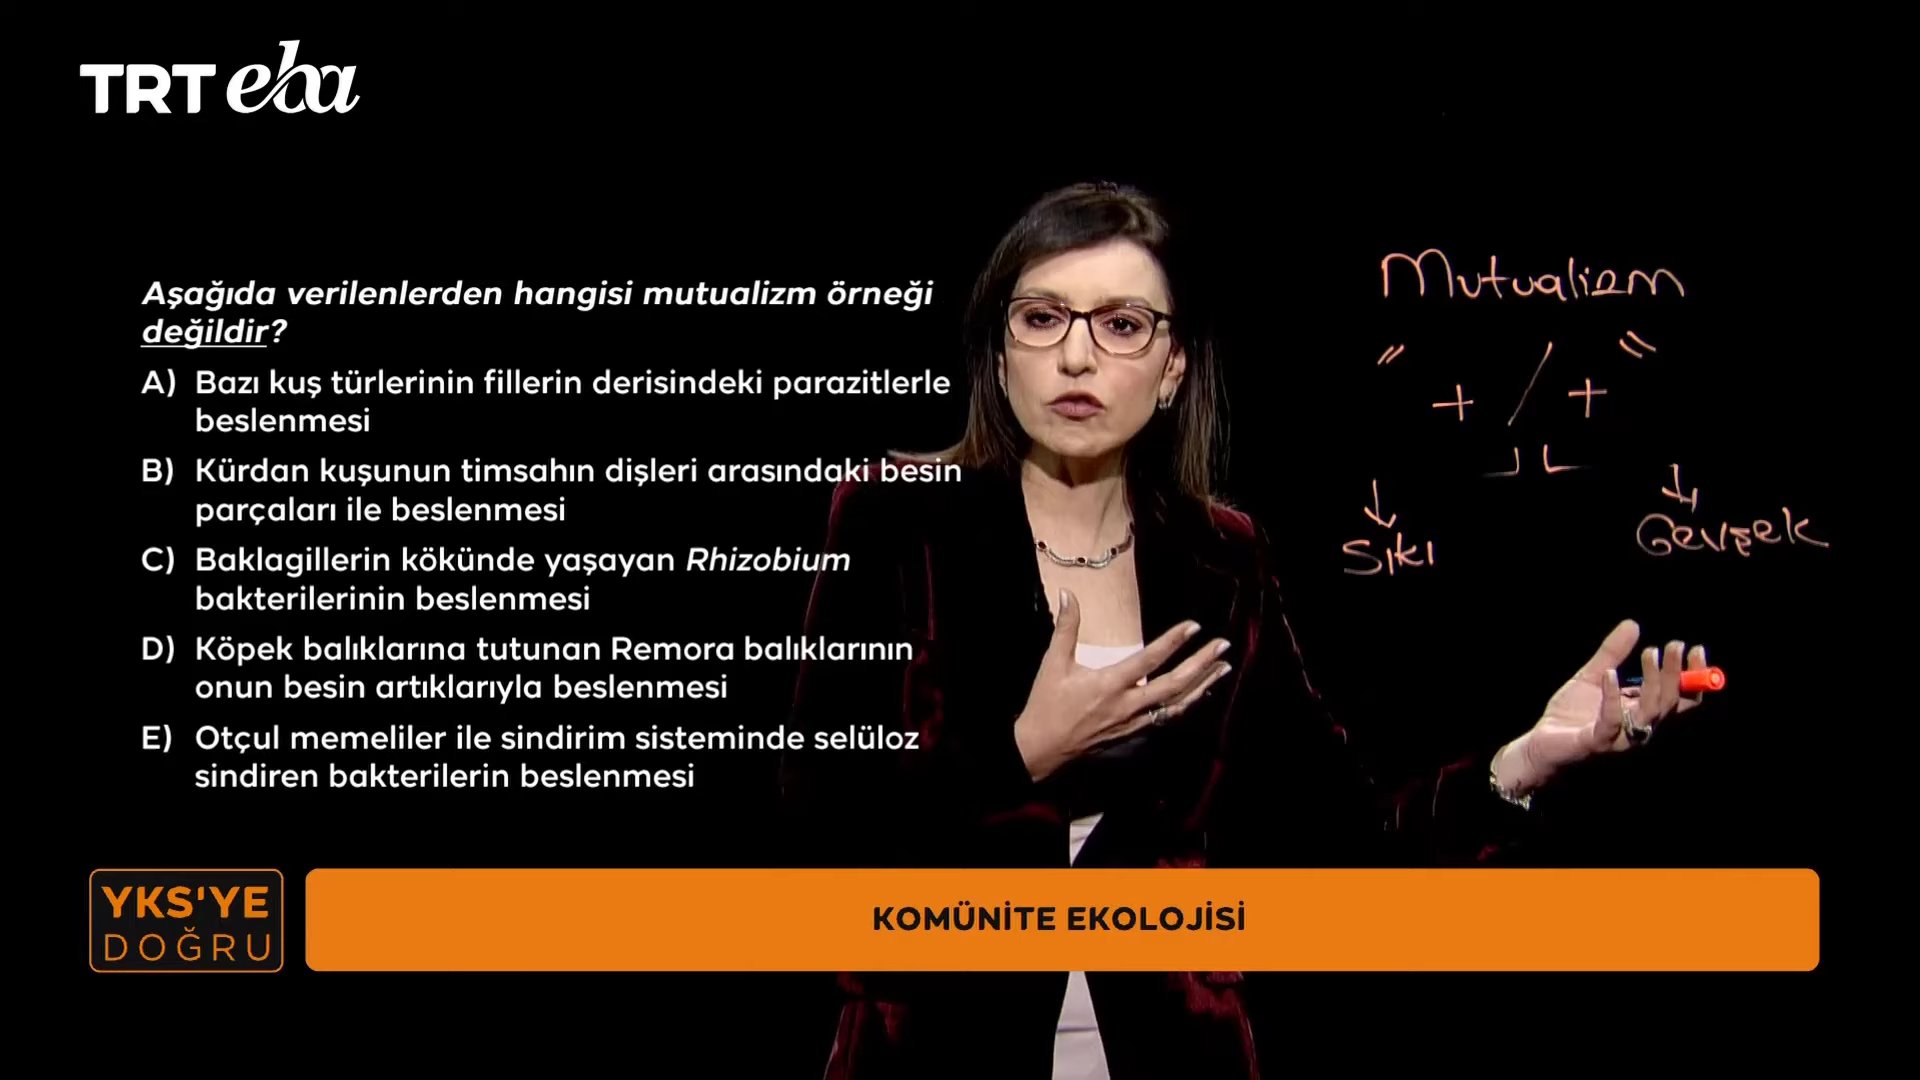 TRT eba
Aşağıda verilenlerden hangisi mutualizm örneği
değildir?
A) Bazı kuş türlerinin fillerin derisindeki parazitlerle
beslenmesi
B) Kürdan kuşunun timsahın dişleri arasındaki besin
parçaları ile beslenmesi
C) Baklagillerin kökünde yaşayan Rhizobium
bakterilerinin beslenmesi
D) Köpek balıklarına tutunan Remora balıklarının
onun besin artıklarıyla beslenmesi
E) Otçul memeliler ile sindirim sisteminde selüloz
sindiren bakterilerin beslenmesi
Mutualizm
+ / +
Sıkı
Gevşek
YKS'YE
DOĞRU
KOMÜNİTE EKOLOJİSİ